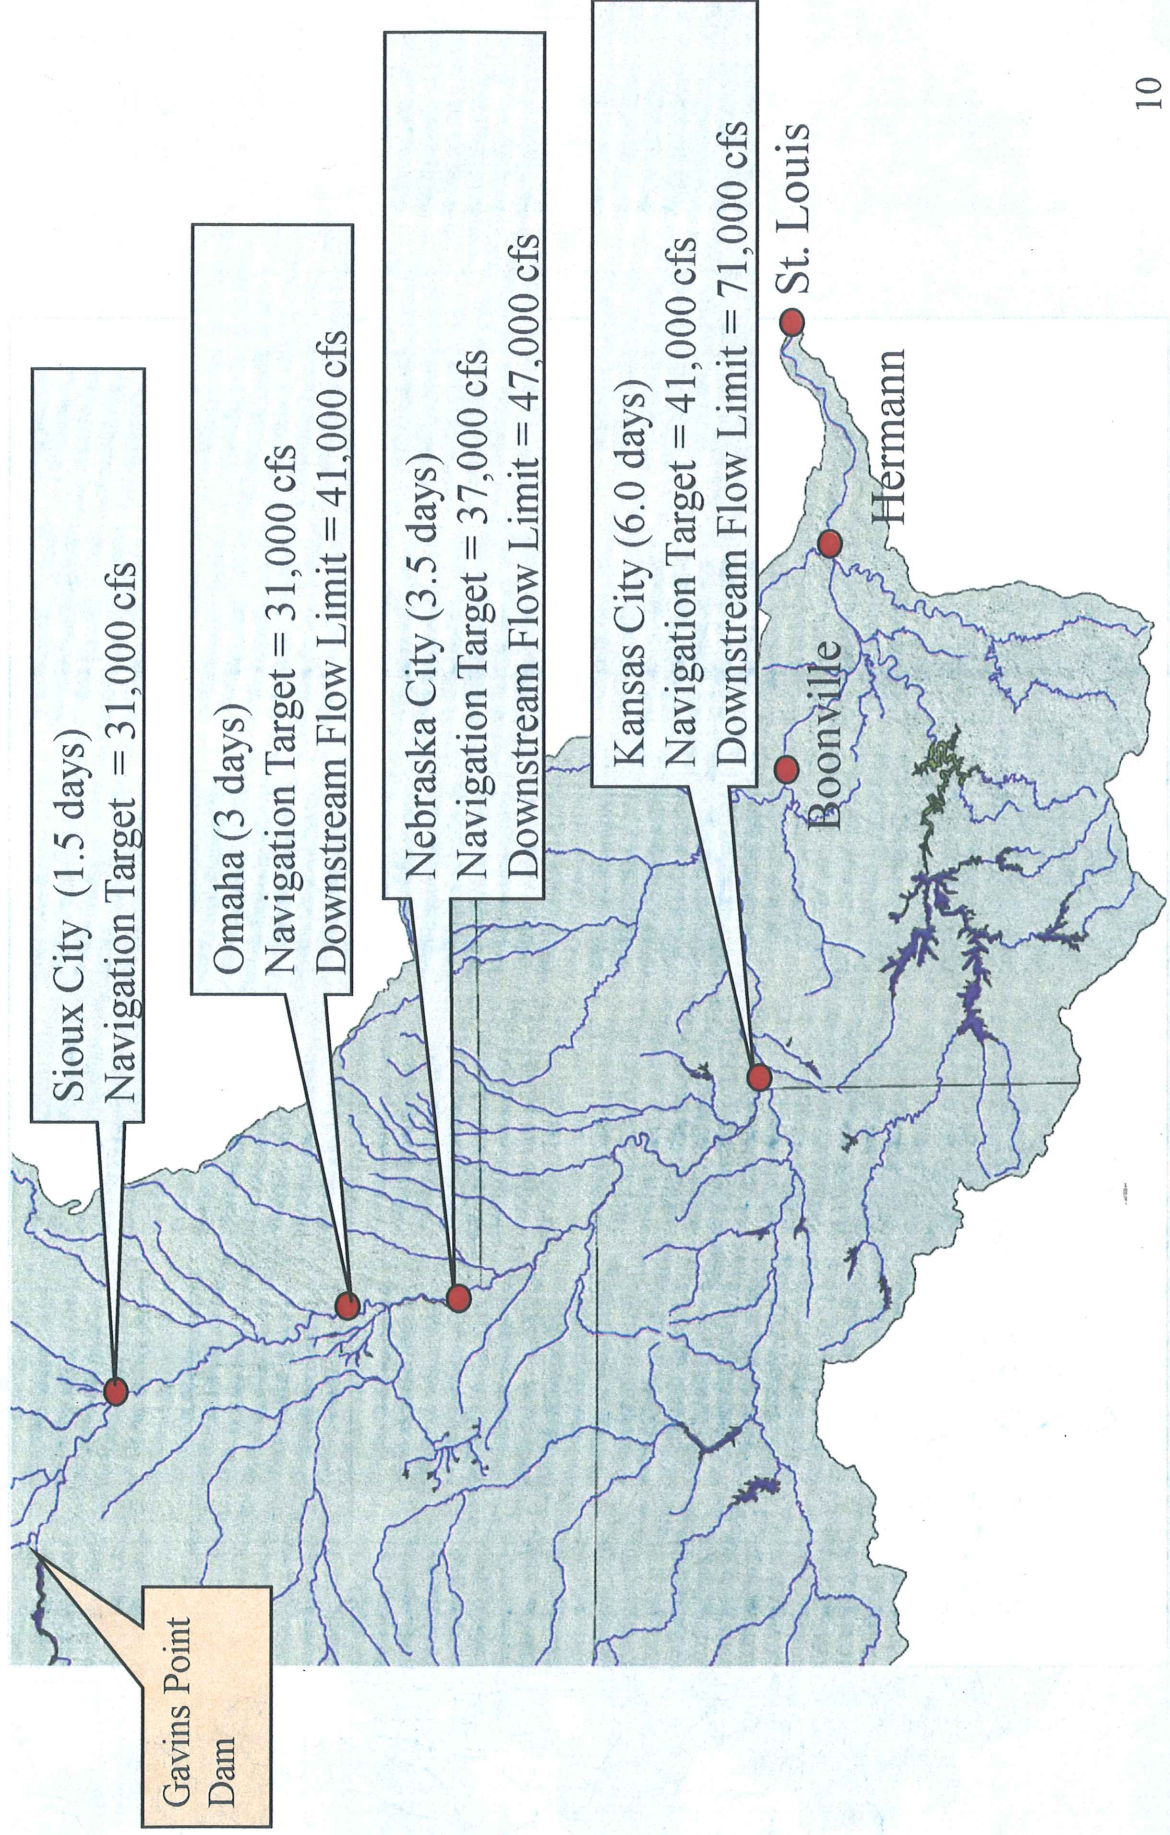 Gavins Point
Dam
Sioux City (1.5 days)
Navigation Target = 31,000 cfs
Omaha (3 days)
Navigation Target = 31,000 cfs
Downstream Flow Limit = 41,000 cfs
Nebraska City (3.5 days)
Navigation Target = 37,000 cfs
Downstream Flow Limit = 47,000 cfs
Kansas City (6.0 days)
Navigation Target = 41,000 cfs
Downstream Flow Limit = 71,000 cfs
St. Louis
Boonville
Hermann
10